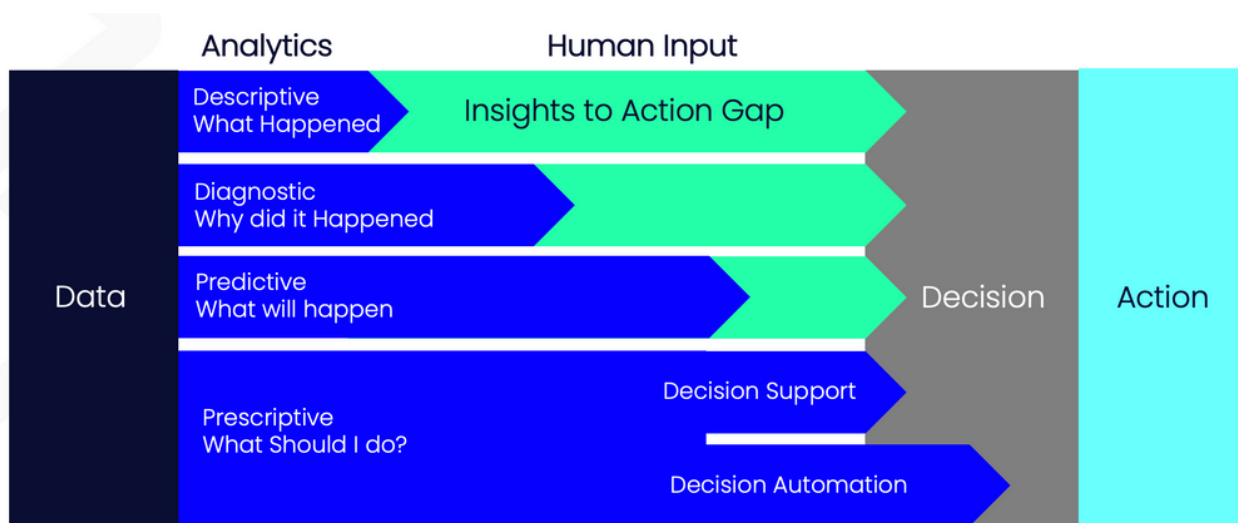 Analytics
Human Input
Descriptive
What Happened
Insights to Action Gap
Diagnostic
Why did it Happened
Data
Predictive
What will happen
Decision
Action
Prescriptive
What Should I do?
Decision Support
Decision Automation